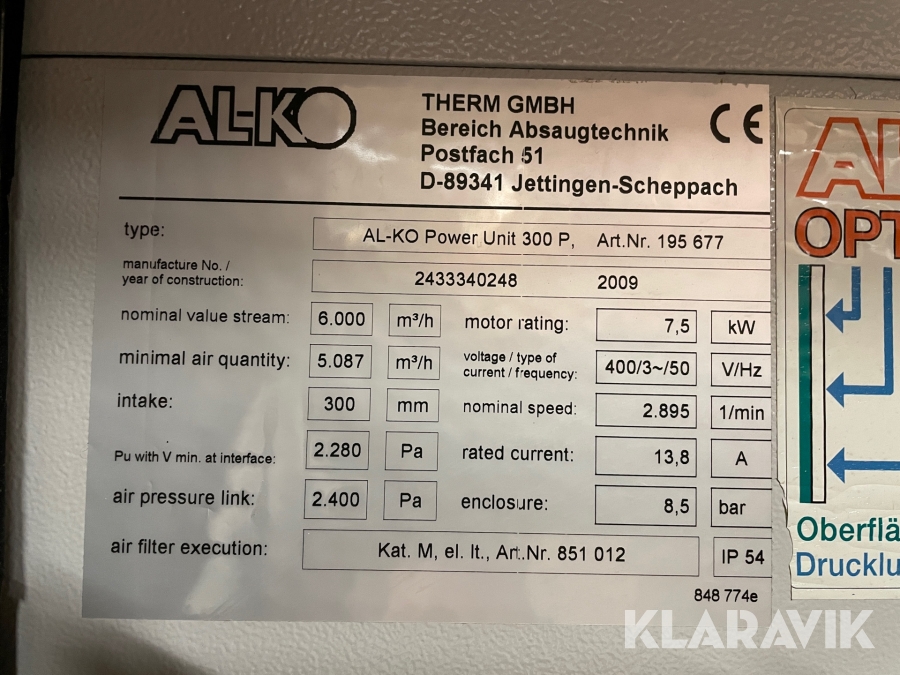 AL-KO
THERM GMBH
Bereich Absaugtechnik
Postfach 51
D-89341 Jettingen-Scheppach
CE
type: AL-KO Power Unit 300 P, Art.Nr. 195 677
manufacture No. /
year of construction: 2433340248 2009
nominal value stream: 6.000 m³/h motor rating: 7,5 kW
minimal air quantity: 5.087 m³/h voltage / type of
current / frequency: 400/3~/50 V/Hz
intake: 300 mm nominal speed: 2.895 1/min
Pu with V min. at interface: 2.280 Pa rated current: 13,8 A
air pressure link: 2.400 Pa enclosure: 8,5 bar
air filter execution: Kat. M, el. lt., Art.Nr. 851 012 IP 54
848 774e
KLARAVIK